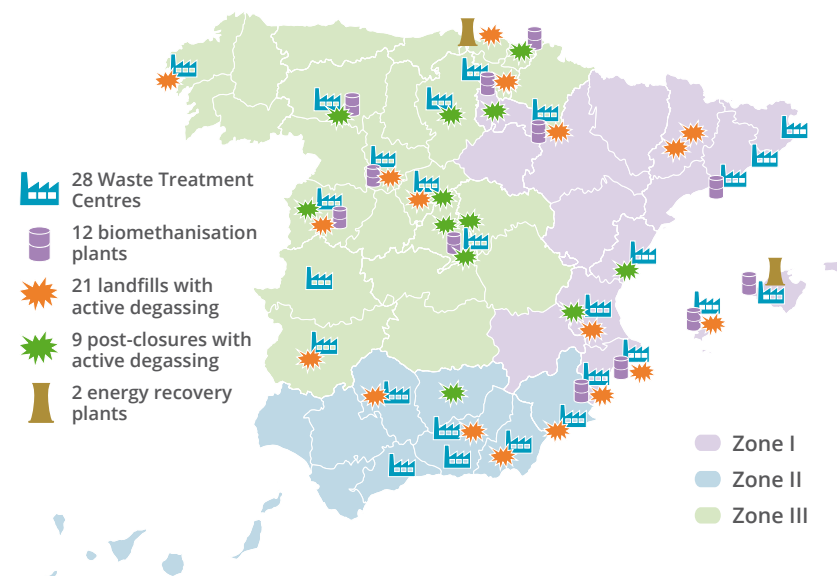 28 Waste Treatment
Centres
12 biomethanisation
plants
21 landfills with
active degassing
9 post-closures with
active degassing
2 energy recovery
plants
Zone I
Zone II
Zone III